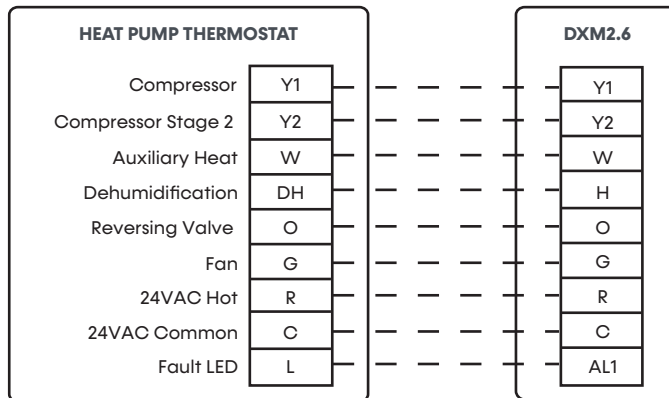 HEAT PUMP THERMOSTAT DXM2.6
Compressor Y1 Y1
Compressor Stage 2 Y2 Y2
Auxiliary Heat W W
Dehumidification DH H
Reversing Valve O O
Fan G G
24VAC Hot R R
24VAC Common C C
Fault LED L AL1